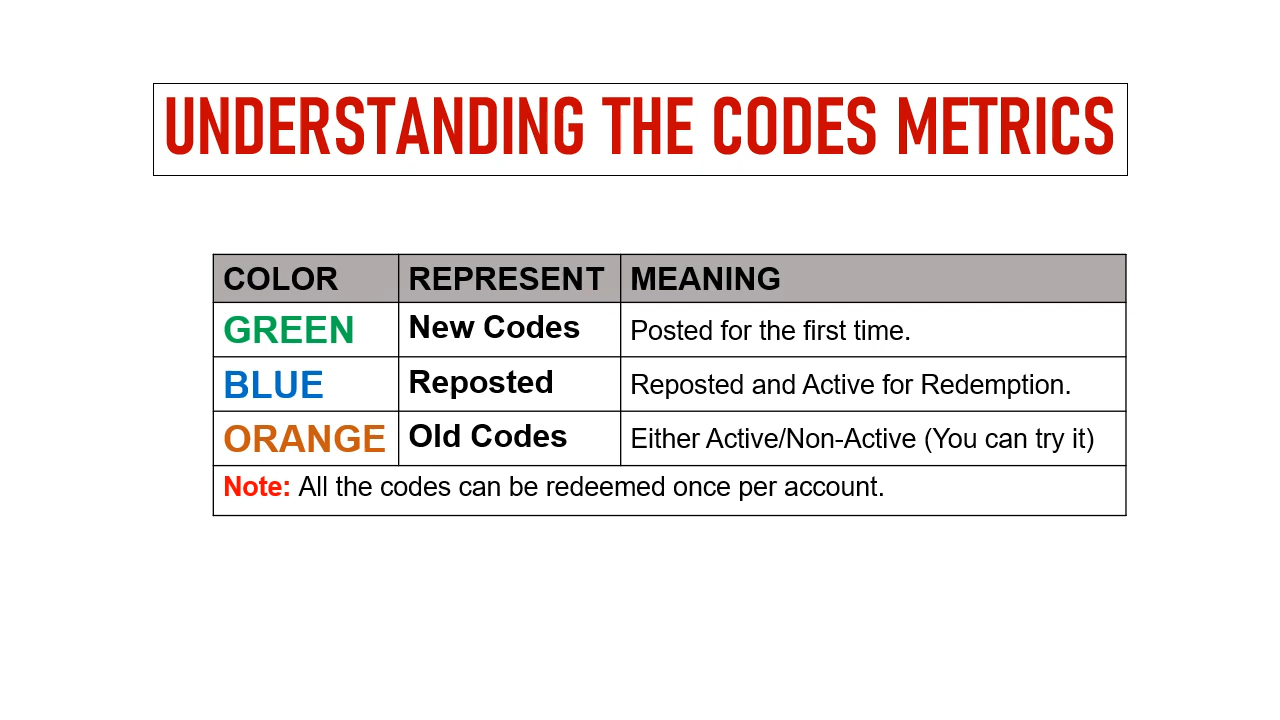 UNDERSTANDING THE CODES METRICS
COLOR REPRESENT MEANING
GREEN New Codes Posted for the first time.
BLUE Reposted Reposted and Active for Redemption.
ORANGE Old Codes Either Active/Non-Active (You can try it)
Note: All the codes can be redeemed once per account.